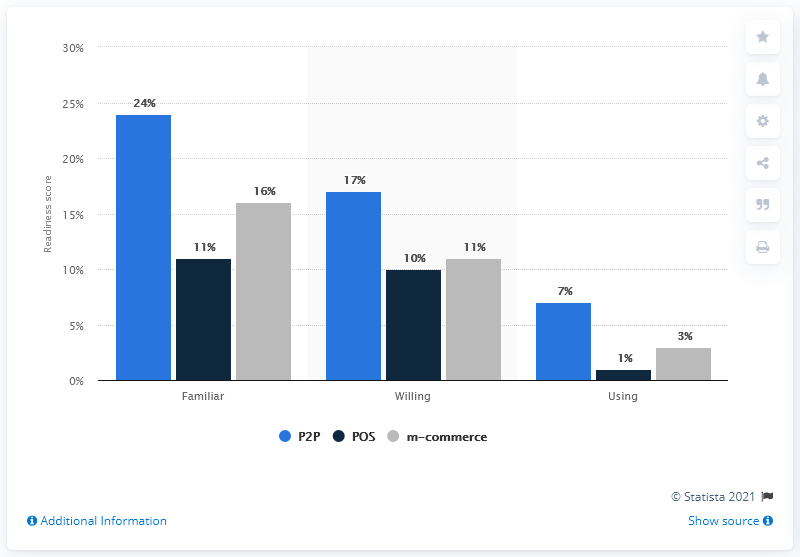 30%
25%
20%
15%
10%
5%
0%
Readiness score
24%
11%
16%
17%
10%
11%
7%
1%
3%
Familiar
Willing
Using
P2P
POS
m-commerce
© Statista 2021
Additional Information
Show source